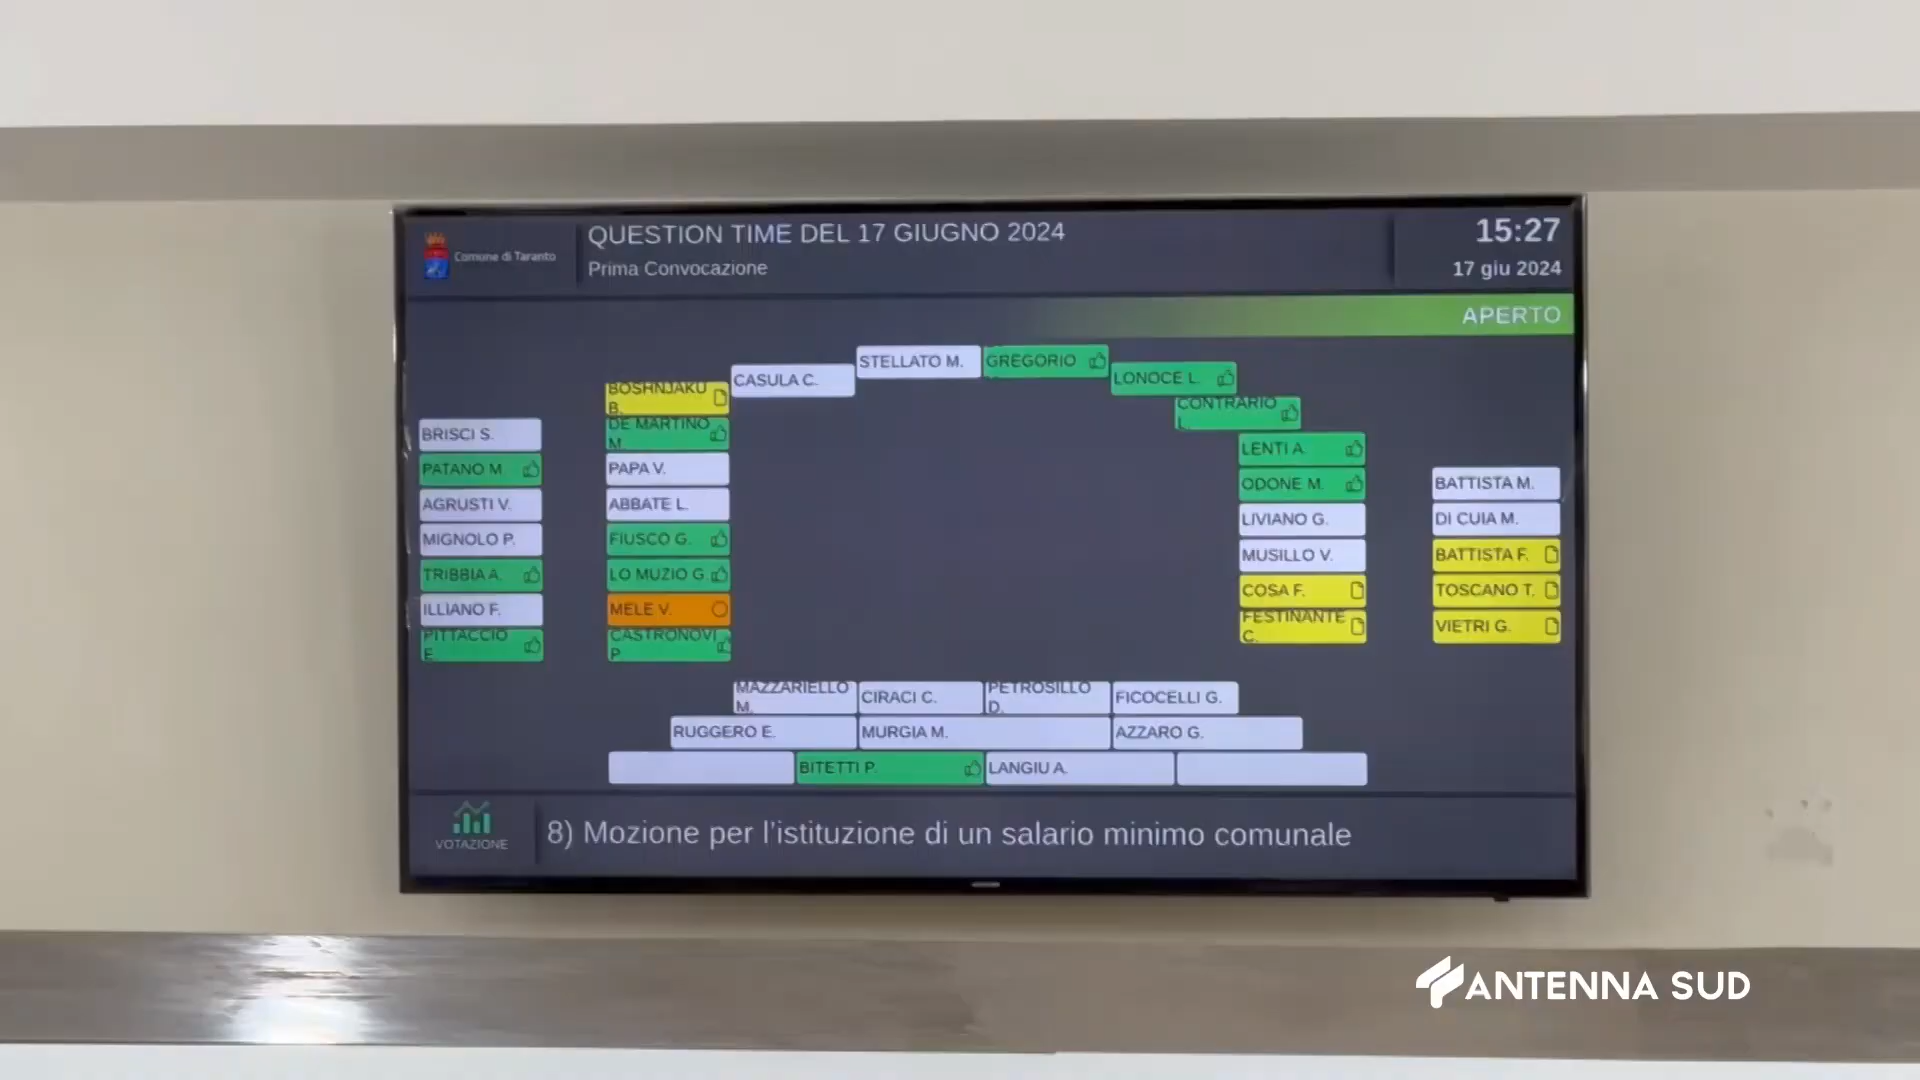 Comune di Taranto
QUESTION TIME DEL 17 GIUGNO 2024
Prima Convocazione
15:27
17 giu 2024
APERTO
STELLATO M.
GREGORIO
CASULA C.
LONOCE L.
BOSHNJAKU
B.
CONTRARIO
DE MARTINO
M.
PAPA V.
ABBATE L.
FIUSCO G.
LO MUZIO G.
MELE V.
CASTRONOVI
P.
BRISCI S.
PATANO M.
AGRUSTI V.
MIGNOLO P.
TRIBBIA A.
ILLIANO F.
PITTACCIO
E.
LENTI A.
ODONE M.
LIVIANO G.
MUSILLO V.
COSA F.
FESTINANTE
C.
BATTISTA M.
DI CUIA M.
BATTISTA F.
TOSCANO T.
VIETRI G.
MAZZARIELLO
M.
CIRACI C.
PETROSILLO
D.
FICOCELLI G.
RUGGERO E.
MURGIA M.
AZZARO G.
BITETTI P.
LANGIU A.
VOTAZIONE
8) Mozione per l'istituzione di un salario minimo comunale
ANTENNA SUD